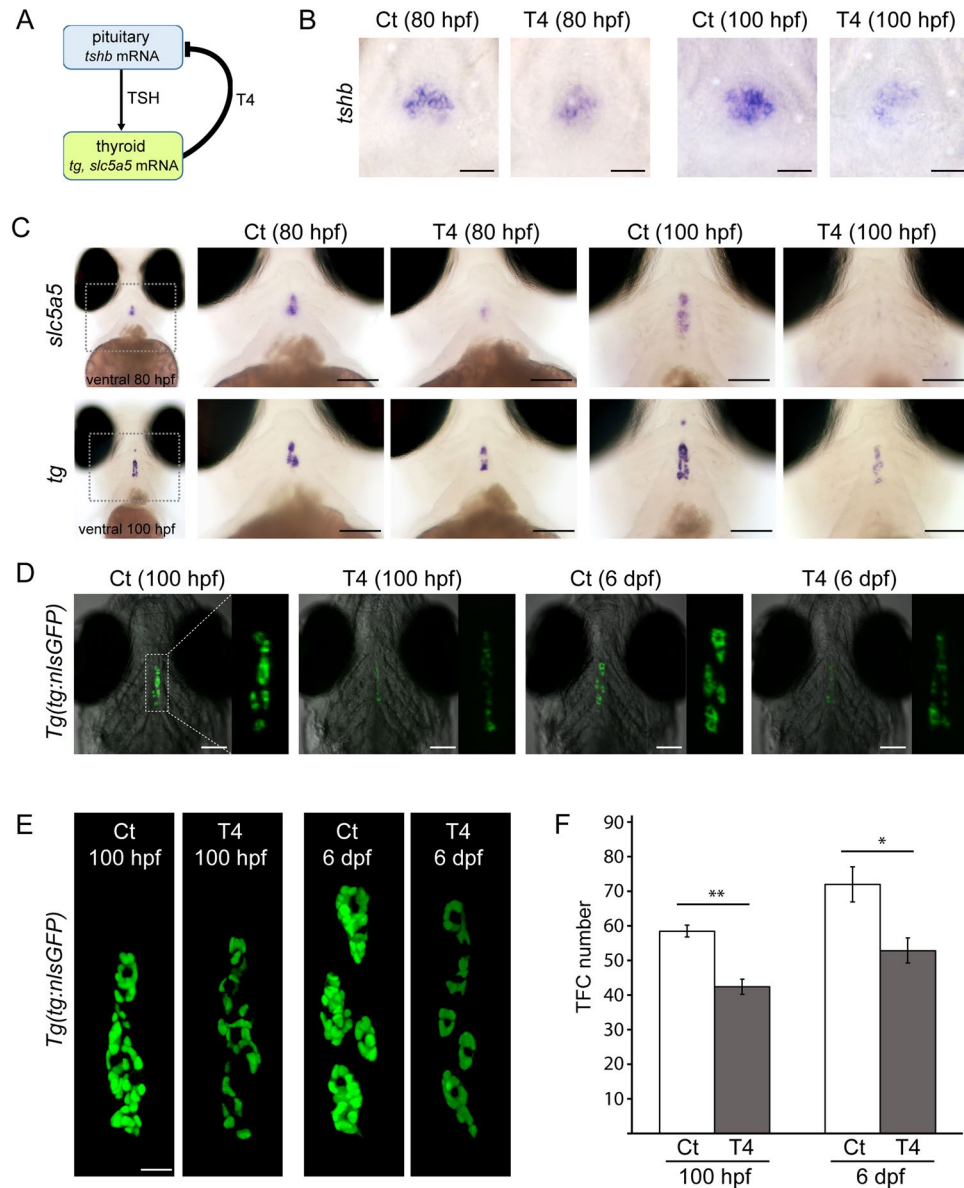 A
pituitary
tshb mRNA
TSH
T4
thyroid
tg, slc5a5 mRNA
B
Ct (80 hpf)
T4 (80 hpf)
Ct (100 hpf)
T4 (100 hpf)
tshb
C
Ct (80 hpf)
T4 (80 hpf)
Ct (100 hpf)
T4 (100 hpf)
slc5a5
ventral 80 hpf
tg
ventral 100 hpf
D
Ct (100 hpf)
T4 (100 hpf)
Ct (6 dpf)
T4 (6 dpf)
Tg(tg:nlsGFP)
E
Ct
100 hpf
T4
100 hpf
Ct
6 dpf
T4
6 dpf
Tg(tg:nlsGFP)
F
TFC number
90
80
70
60
50
40
30
20
10
**
*
Ct
T4
Ct
T4
100 hpf
6 dpf